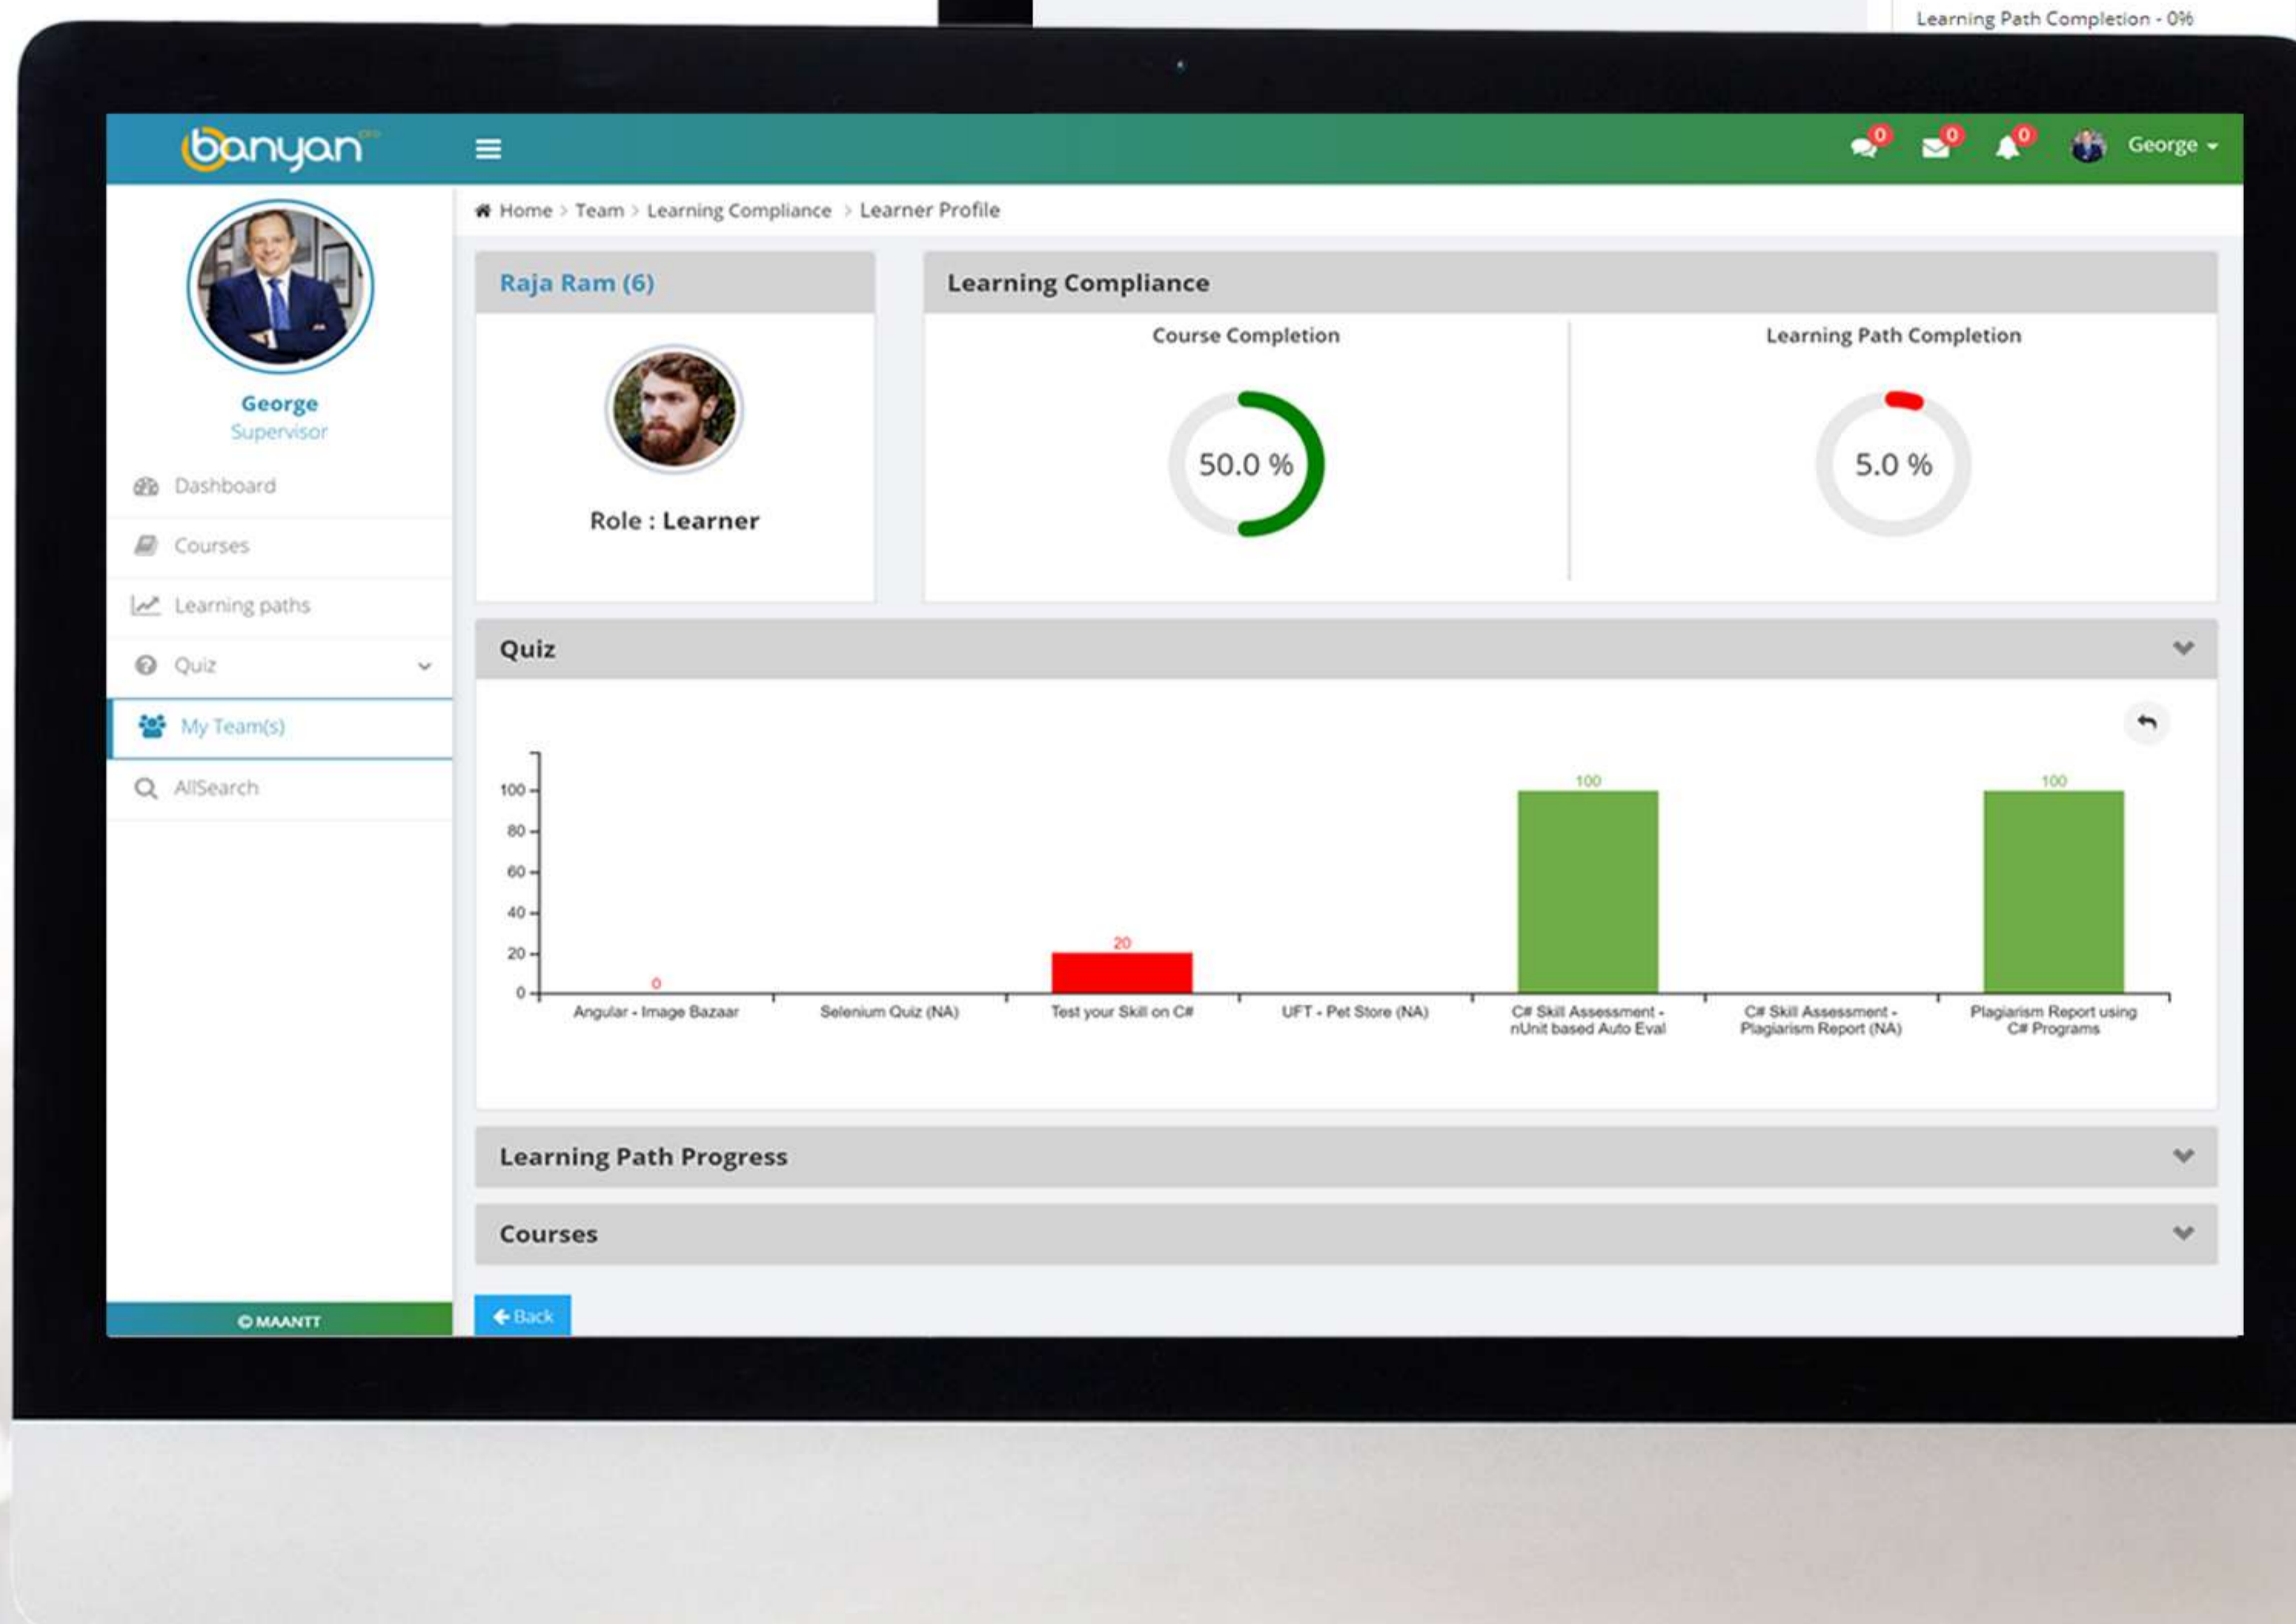 Learning Path Completion - 0%
banyan
0
0
0
George
Home > Team > Learning Compliance > Learner Profile
George
Supervisor
Dashboard
Courses
Learning paths
Quiz
My Team(s)
AllSearch
© MAANTT
Raja Ram (6)
Role : Learner
Learning Compliance
Course Completion
50.0 %
Learning Path Completion
5.0 %
Quiz
100
80
60
40
20
0
0
20
100
100
Angular - Image Bazaar
Selenium Quiz (NA)
Test your Skill on C#
UFT - Pet Store (NA)
C# Skill Assessment -
nUnit based Auto Eval
C# Skill Assessment -
Plagiarism Report (NA)
Plagiarism Report using
C# Programs
Learning Path Progress
Courses
Back